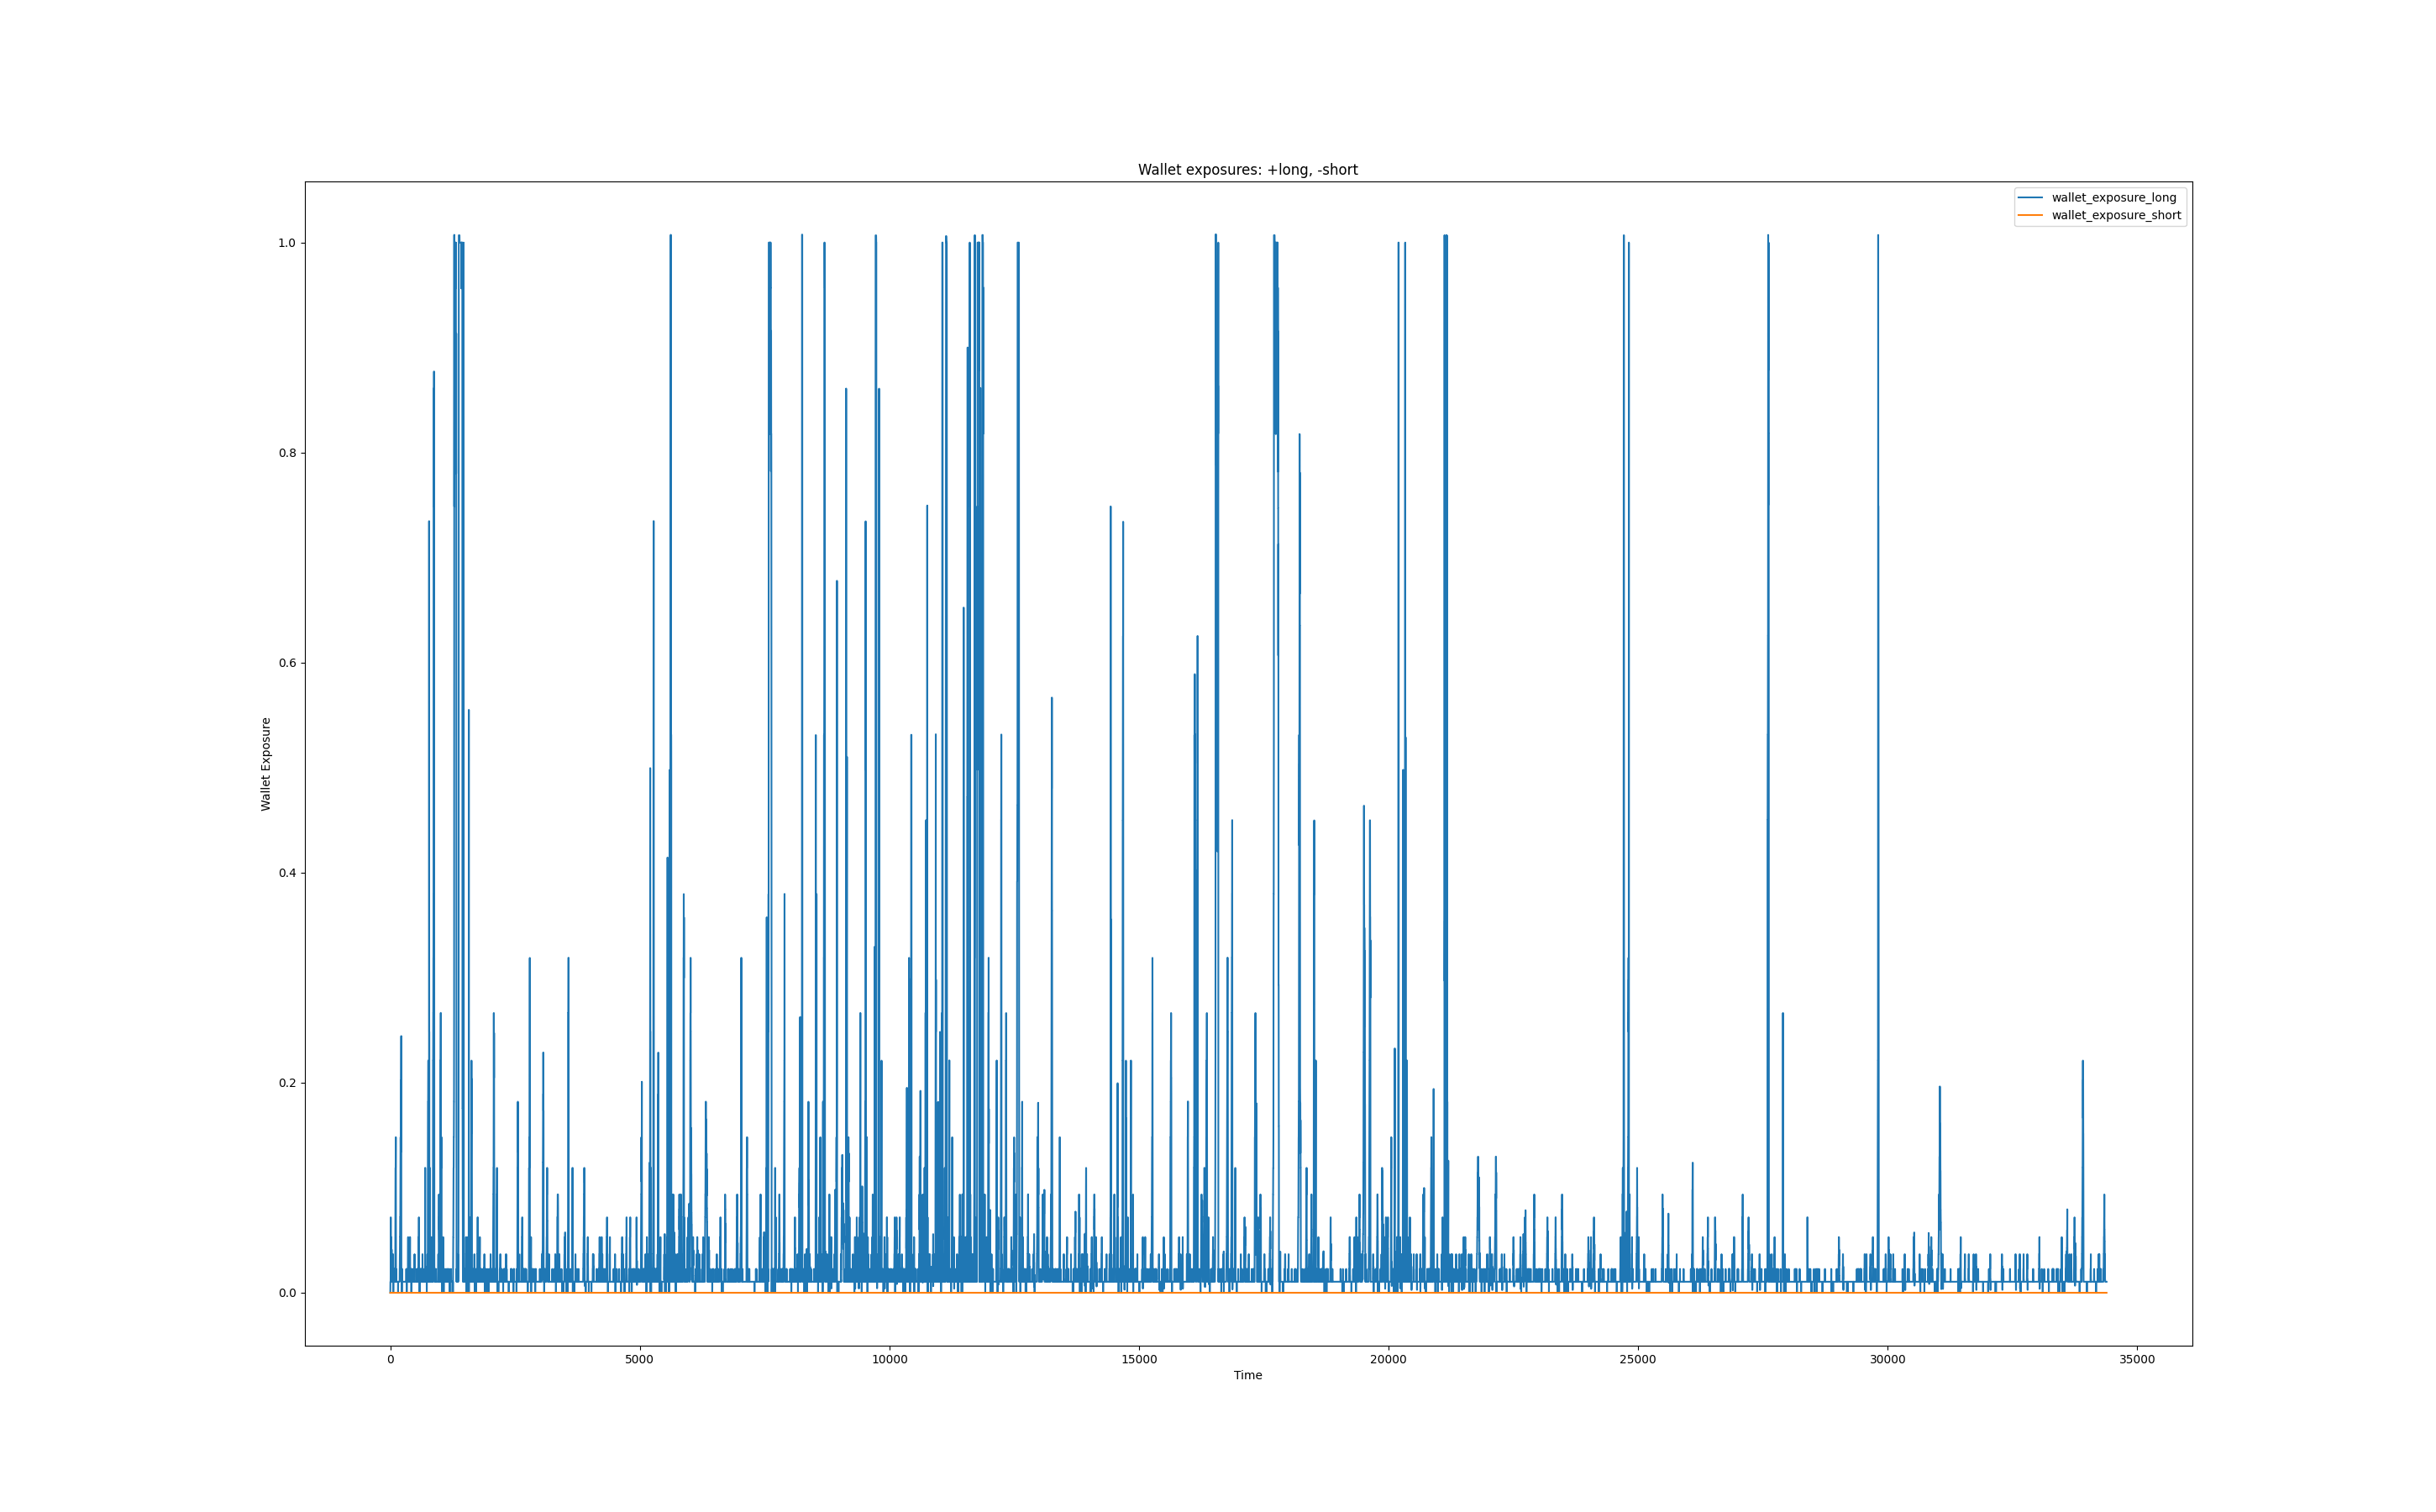 Wallet exposures: +long, -short
wallet_exposure_long
wallet_exposure_short
1.0
0.8
0.6
0.4
0.2
0.0
Wallet Exposure
0 5000 10000 15000 20000 25000 30000 35000
Time